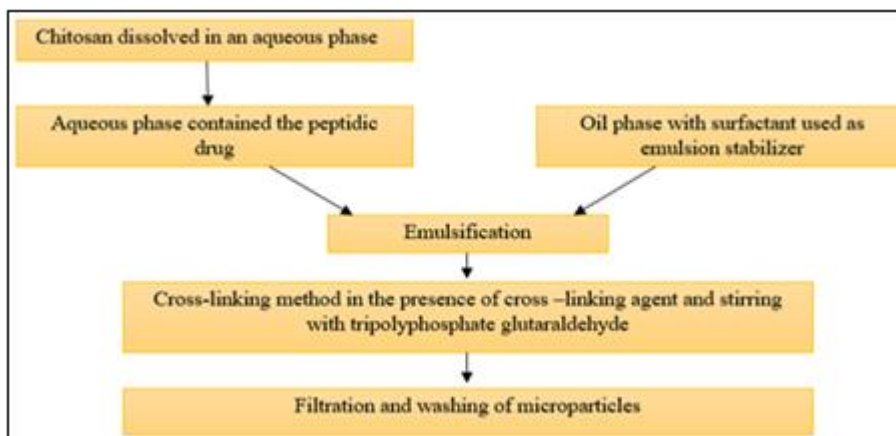 Chitosan dissolved in an aqueous phase
Aqueous phase contained the peptidic
drug
Oil phase with surfactant used as
emulsion stabilizer
Emulsification
Cross-linking method in the presence of cross –linking agent and stirring
with tripolyphosphate glutaraldehyde
Filtration and washing of microparticles